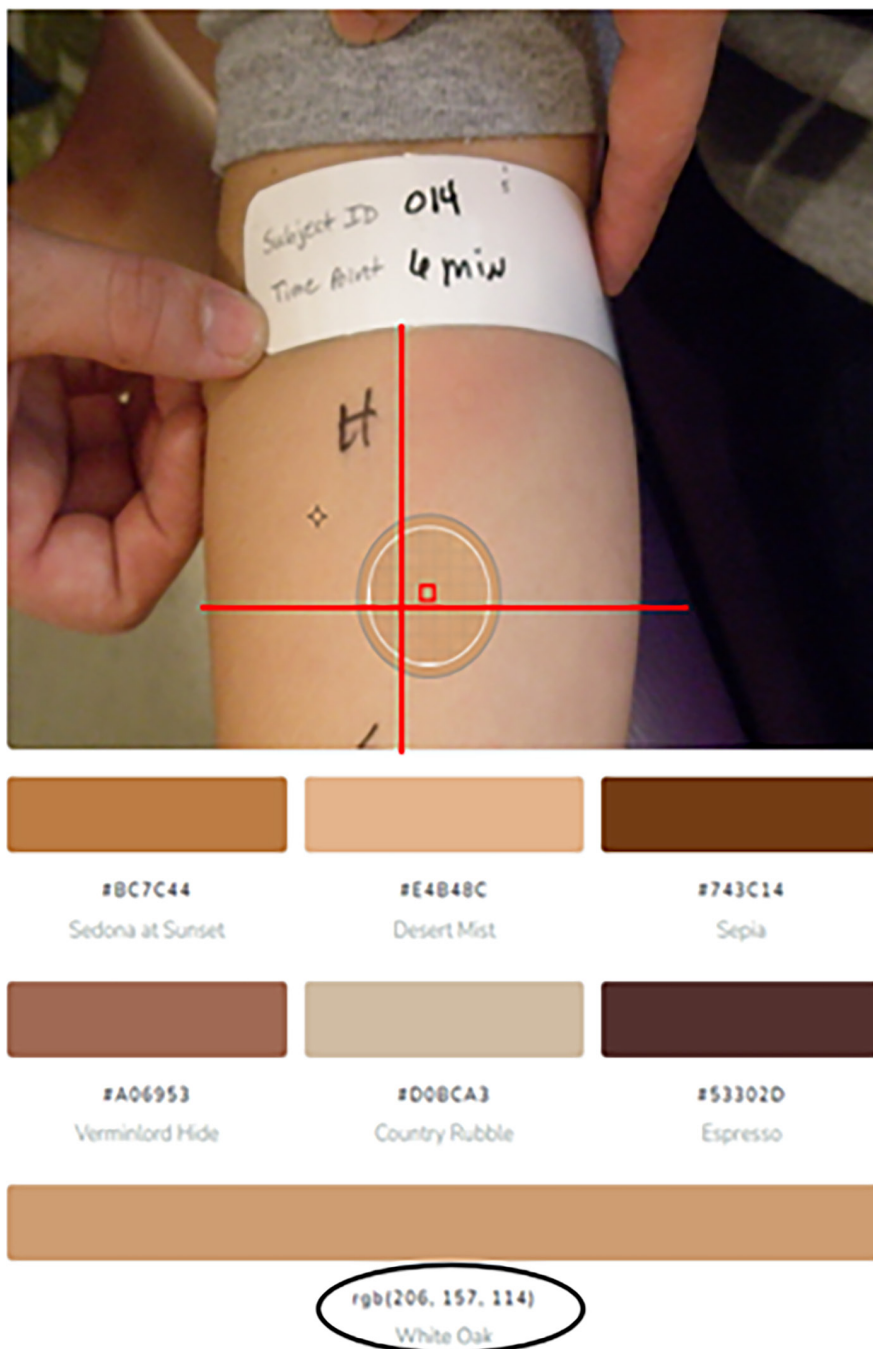 Subject ID 014
Time Point 6 min
H
#BC7C44 #E4B48C #743C14
Sedona at Sunset Desert Mist Sepia
#A06953 #D0BCA3 #53302D
Verminlord Hide Country Rubble Espresso
rgb(206, 157, 114)
White Oak